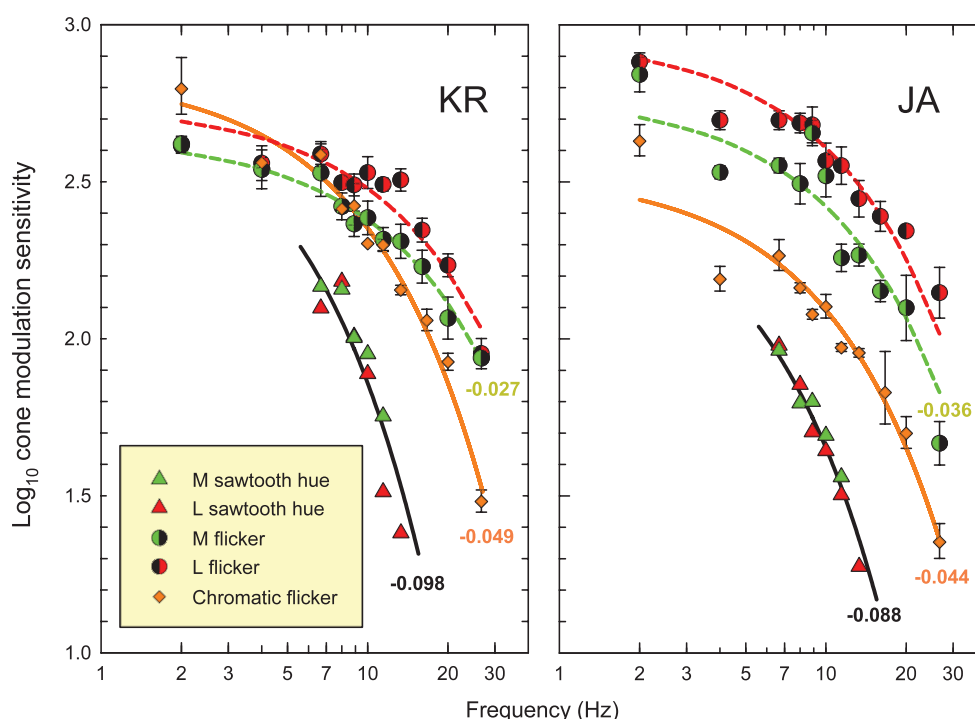 3.0
KR
JA
2.5
2.0
1.5
1.0
Log10 cone modulation sensitivity
-0.027
-0.049
-0.098
-0.036
-0.044
-0.088
M sawtooth hue
L sawtooth hue
M flicker
L flicker
Chromatic flicker
1 2 3 5 7 10 20 30
1 2 3 5 7 10 20 30
Frequency (Hz)